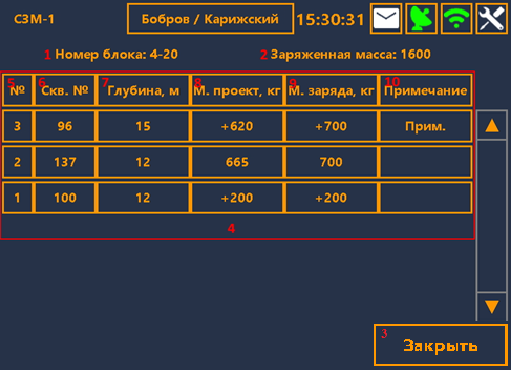 СЗМ-1 Бобров / Карижский 15:30:31
1 Номер блока: 4-20 2 Заряженная масса: 1600
5 6 7 8 9 10
№ Скв. № Глубина, м М. проект, кг М. заряда, кг Примечание
3 96 15 +620 +700 Прим.
2 137 12 665 700
1 100 12 +200 +200
4
3 Закрыть